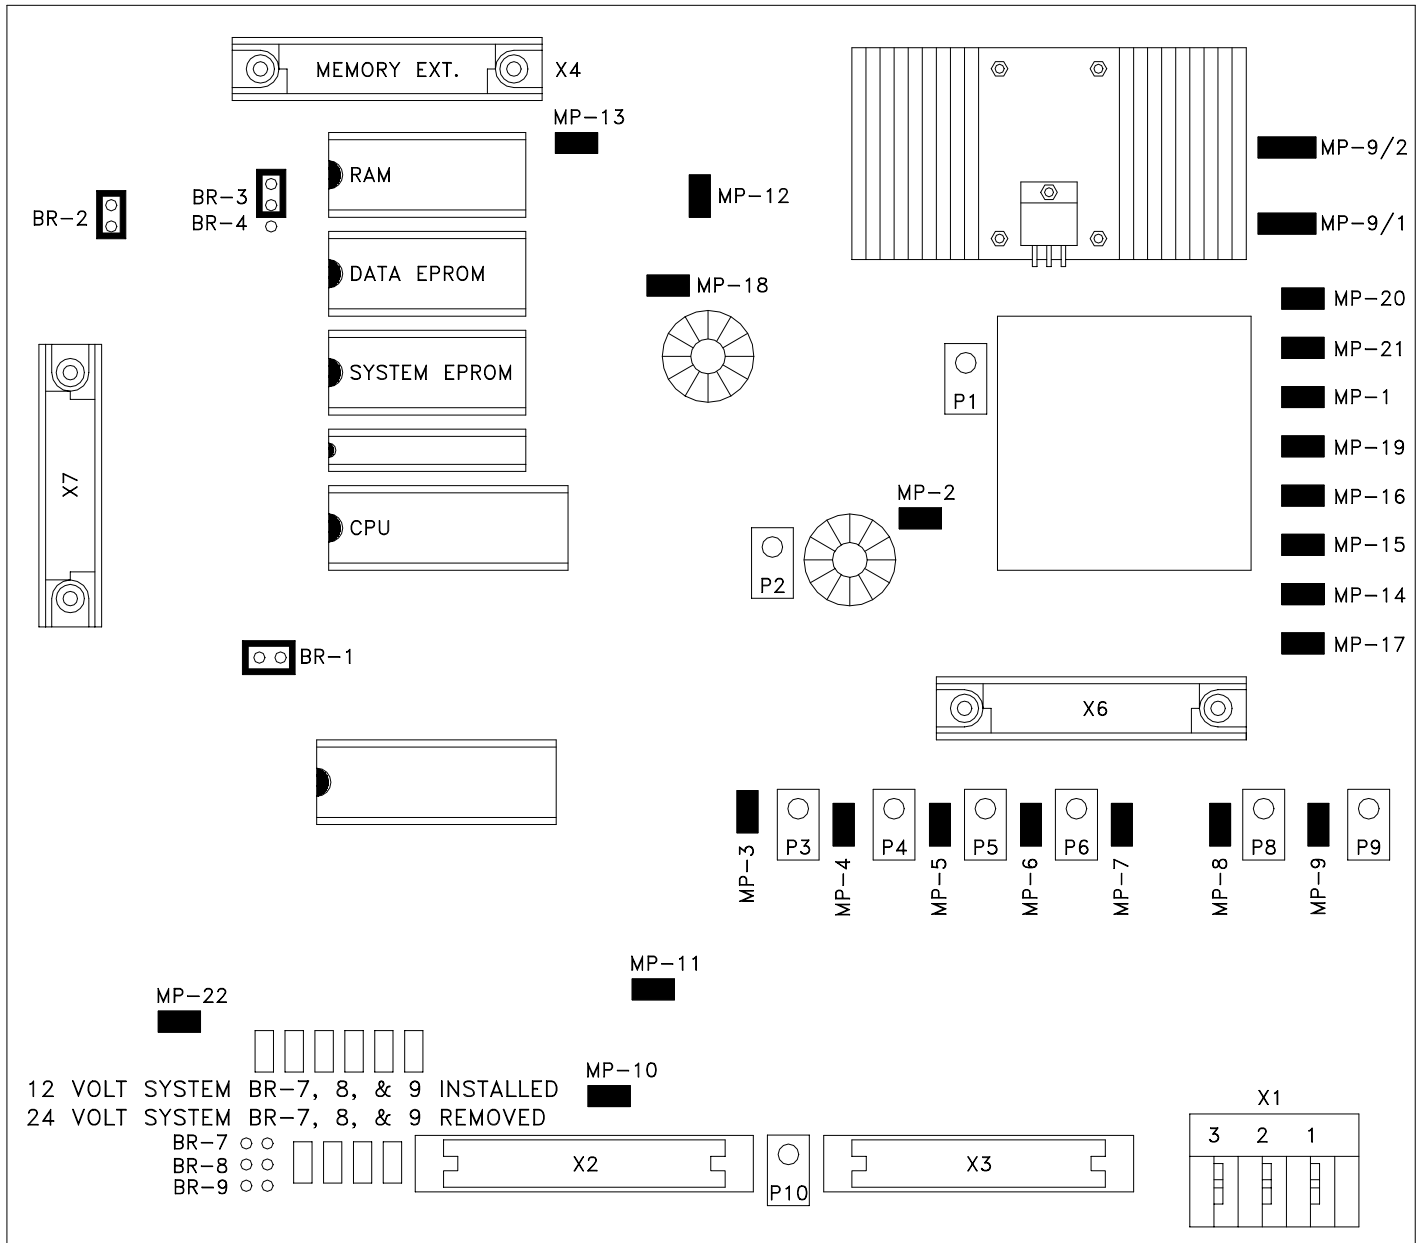 MEMORY EXT.
X4
MP-13
RAM
MP-9/2
BR-3
MP-12
BR-2
BR-4
MP-9/1
DATA EPROM
MP-18
MP-20
MP-21
SYSTEM EPROM
P1
MP-1
MP-19
X7
MP-2
MP-16
CPU
MP-15
P2
MP-14
MP-17
BR-1
X6
MP-3
P3
MP-4
P4
MP-5
P5
MP-6
P6
MP-7
MP-8
P8
MP-9
P9
MP-11
MP-22
MP-10
12 VOLT SYSTEM BR-7, 8, & 9 INSTALLED
24 VOLT SYSTEM BR-7, 8, & 9 REMOVED
BR-7
BR-8
BR-9
X2
P10
X3
X1
3 2 1